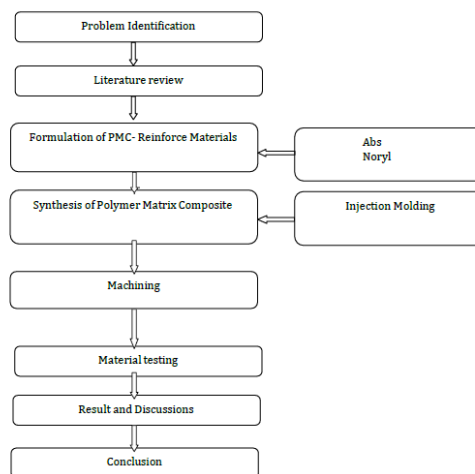 Problem Identification
Literature review
Formulation of PMC- Reinforce Materials
Abs
Noryl
Synthesis of Polymer Matrix Composite
Injection Molding
Machining
Material testing
Result and Discussions
Conclusion